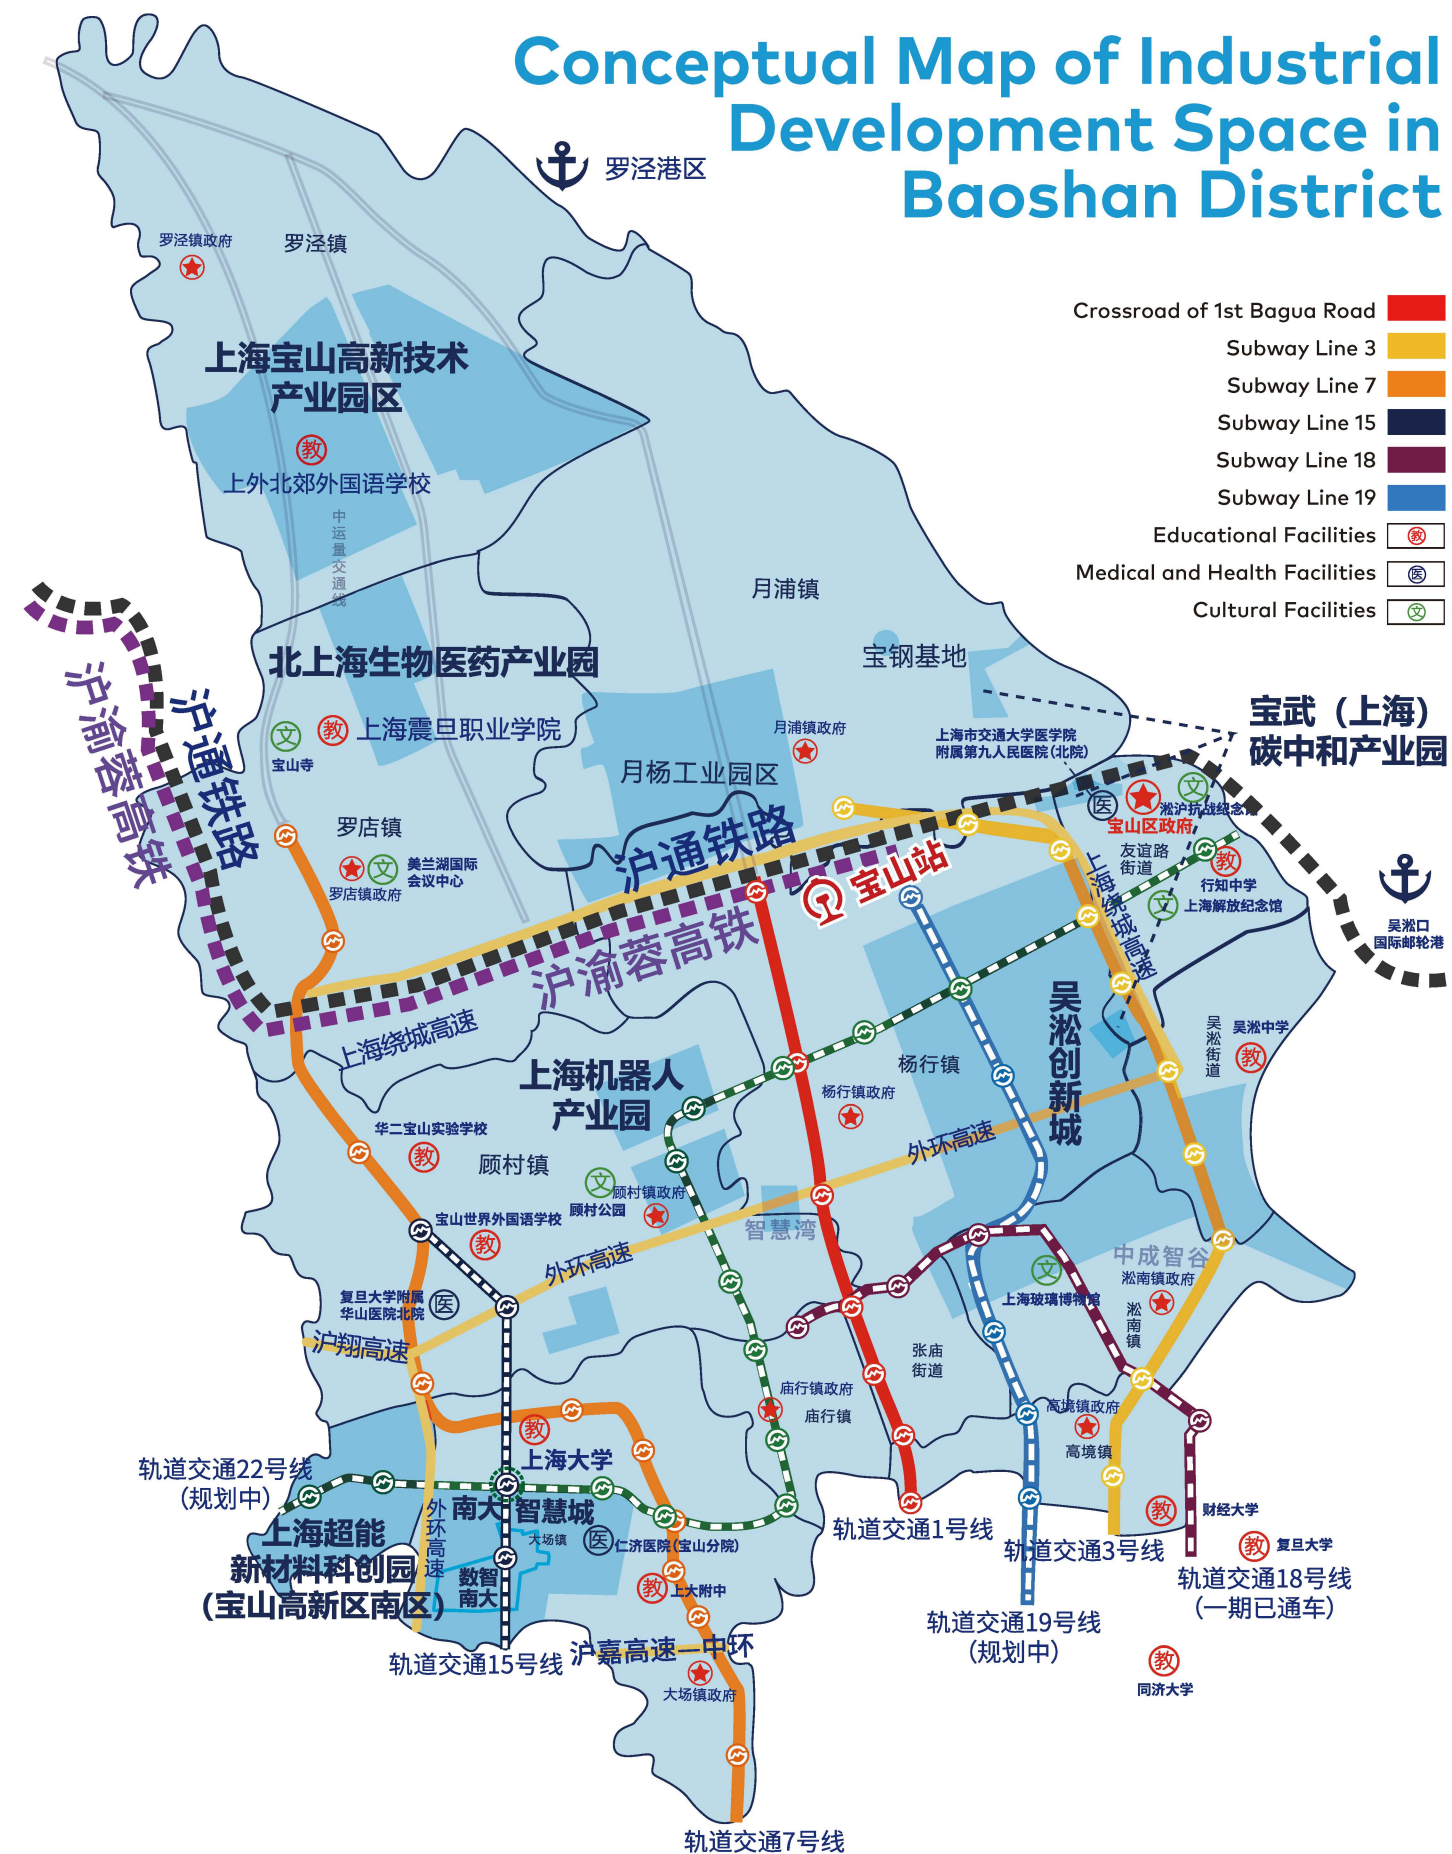 Conceptual Map of Industrial
Development Space in
Baoshan District
罗泾港区
罗泾镇政府
罗泾镇
Crossroad of 1st Bagua Road
Subway Line 3
Subway Line 7
Subway Line 15
Subway Line 18
Subway Line 19
Educational Facilities
教
Medical and Health Facilities
医
Cultural Facilities
文
上海宝山高新技术
产业园区
教
上外北郊外国语学校
中运量交通线
月浦镇
宝钢基地
北上海生物医药产业园
文
宝山寺
教
上海震旦职业学院
沪渝蓉高铁
沪通铁路
月浦镇政府
月杨工业园区
上海市交通大学医学院
附属第九人民医院(北院)
宝武（上海）
碳中和产业园
医
文
淞沪抗战纪念馆
宝山区政府
友谊路
街道
教
行知中学
文
上海解放纪念馆
罗店镇
文
美兰湖国际
会议中心
罗店镇政府
沪通铁路
宝山站
沪渝蓉高铁
上海绕城高速
上海绕城高速
吴淞口
国际邮轮港
吴淞创新城
吴淞街道
吴淞中学
教
上海机器人
产业园
杨行镇
杨行镇政府
外环高速
华二宝山实验学校
教
顾村镇
文
顾村公园
顾村镇政府
宝山世界外国语学校
教
智慧湾
外环高速
复旦大学附属
华山医院北院
医
沪翔高速
中成智谷
淞南镇政府
淞南镇
文
上海玻璃博物馆
张庙
街道
庙行镇政府
庙行镇
高境镇政府
高境镇
教
上海大学
轨道交通22号线
（规划中）
南大
智慧城
外环高速
大场镇
医
仁济医院(宝山分院)
上海超能
新材料科创园
（宝山高新区南区）
数智
南大
教
上大附中
轨道交通1号线
轨道交通3号线
教
财经大学
教
复旦大学
轨道交通18号线
（一期已通车）
轨道交通19号线
（规划中）
轨道交通15号线
沪嘉高速—中环
大场镇政府
教
同济大学
轨道交通7号线